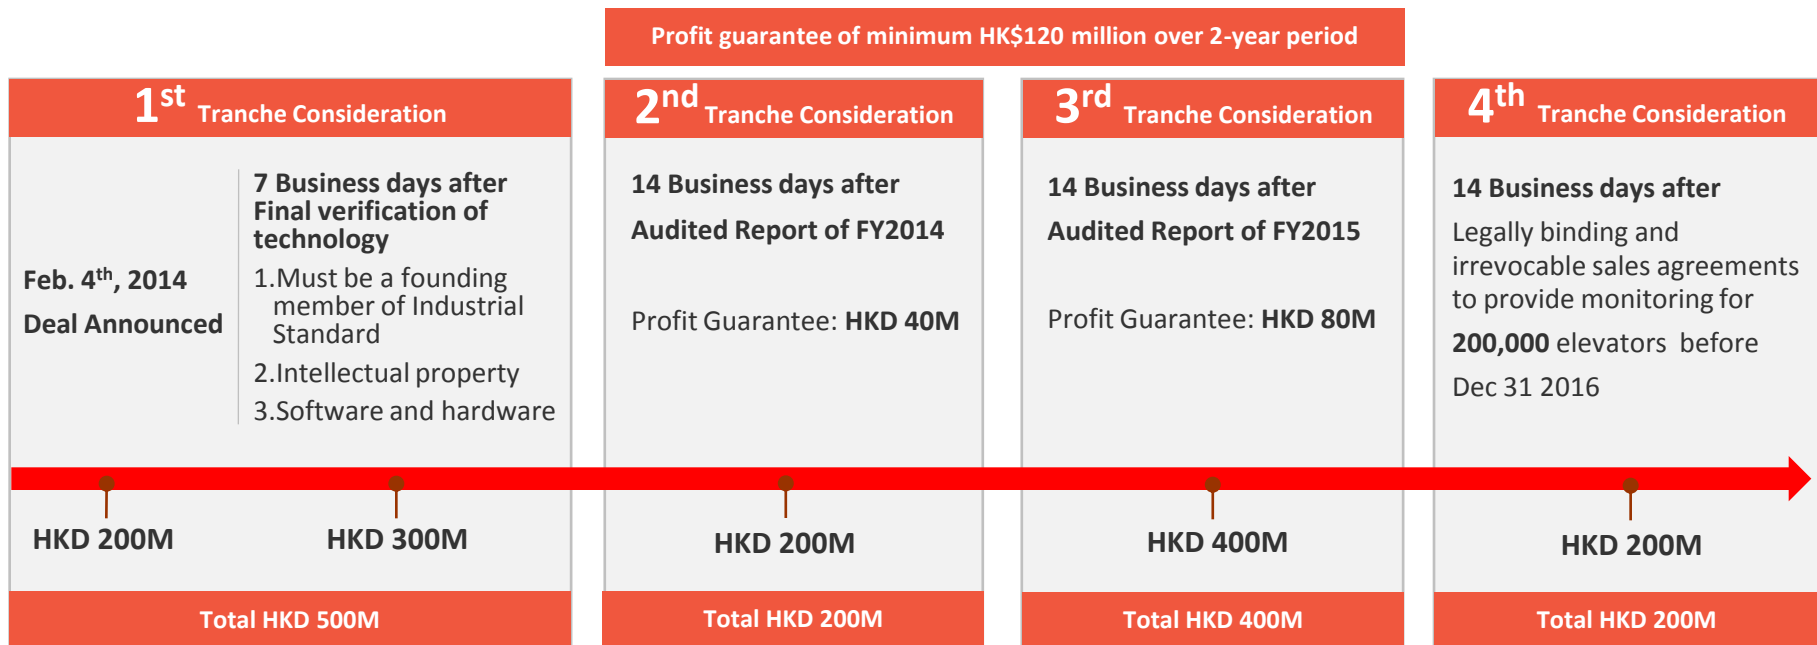 Profit guarantee of minimum HK$120 million over 2-year period
1st Tranche Consideration
Feb. 4th, 2014
Deal Announced
7 Business days after
Final verification of
technology
1.Must be a founding
member of Industrial
Standard
2.Intellectual property
3.Software and hardware
HKD 200M
HKD 300M
Total HKD 500M
2nd Tranche Consideration
14 Business days after
Audited Report of FY2014
Profit Guarantee: HKD 40M
HKD 200M
Total HKD 200M
3rd Tranche Consideration
14 Business days after
Audited Report of FY2015
Profit Guarantee: HKD 80M
HKD 400M
Total HKD 400M
4th Tranche Consideration
14 Business days after
Legally binding and
irrevocable sales agreements
to provide monitoring for
200,000 elevators before
Dec 31 2016
HKD 200M
Total HKD 200M